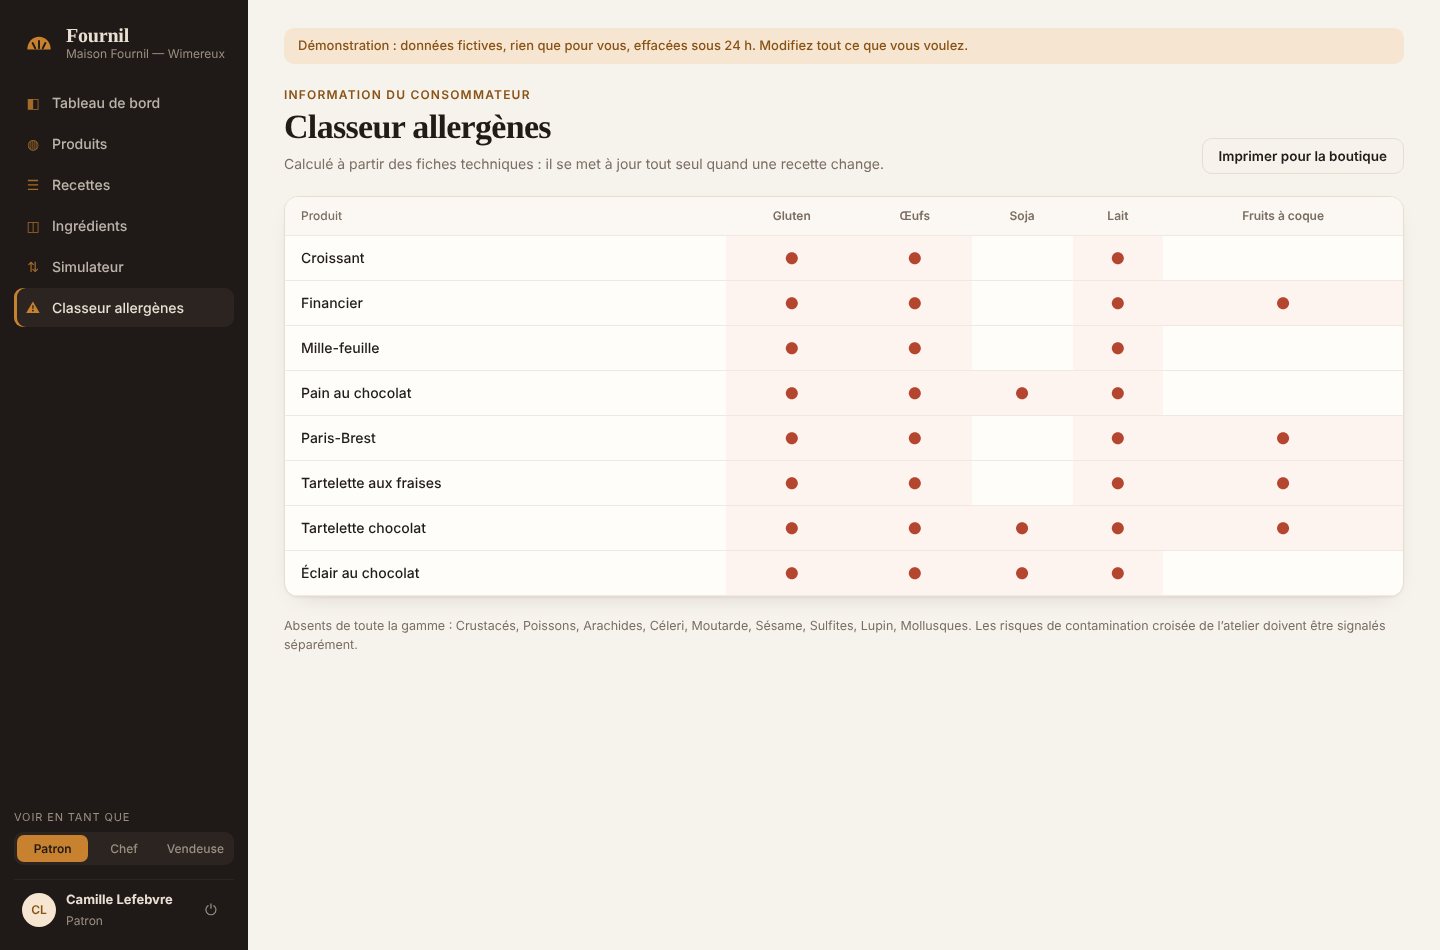 Fournil
Maison Fournil — Wimereux
Tableau de bord
Produits
Recettes
Ingrédients
Simulateur
Classeur allergènes
VOIR EN TANT QUE
Patron Chef Vendeuse
CL
Camille Lefebvre
Patron
Démonstration : données fictives, rien que pour vous, effacées sous 24 h. Modifiez tout ce que vous voulez.
INFORMATION DU CONSOMMATEUR
Classeur allergènes
Calculé à partir des fiches techniques : il se met à jour tout seul quand une recette change.
Imprimer pour la boutique
Produit Gluten Œufs Soja Lait Fruits à coque
Croissant
Financier
Mille-feuille
Pain au chocolat
Paris-Brest
Tartelette aux fraises
Tartelette chocolat
Éclair au chocolat
Absents de toute la gamme : Crustacés, Poissons, Arachides, Céleri, Moutarde, Sésame, Sulfites, Lupin, Mollusques. Les risques de contamination croisée de l’atelier doivent être signalés
séparément.